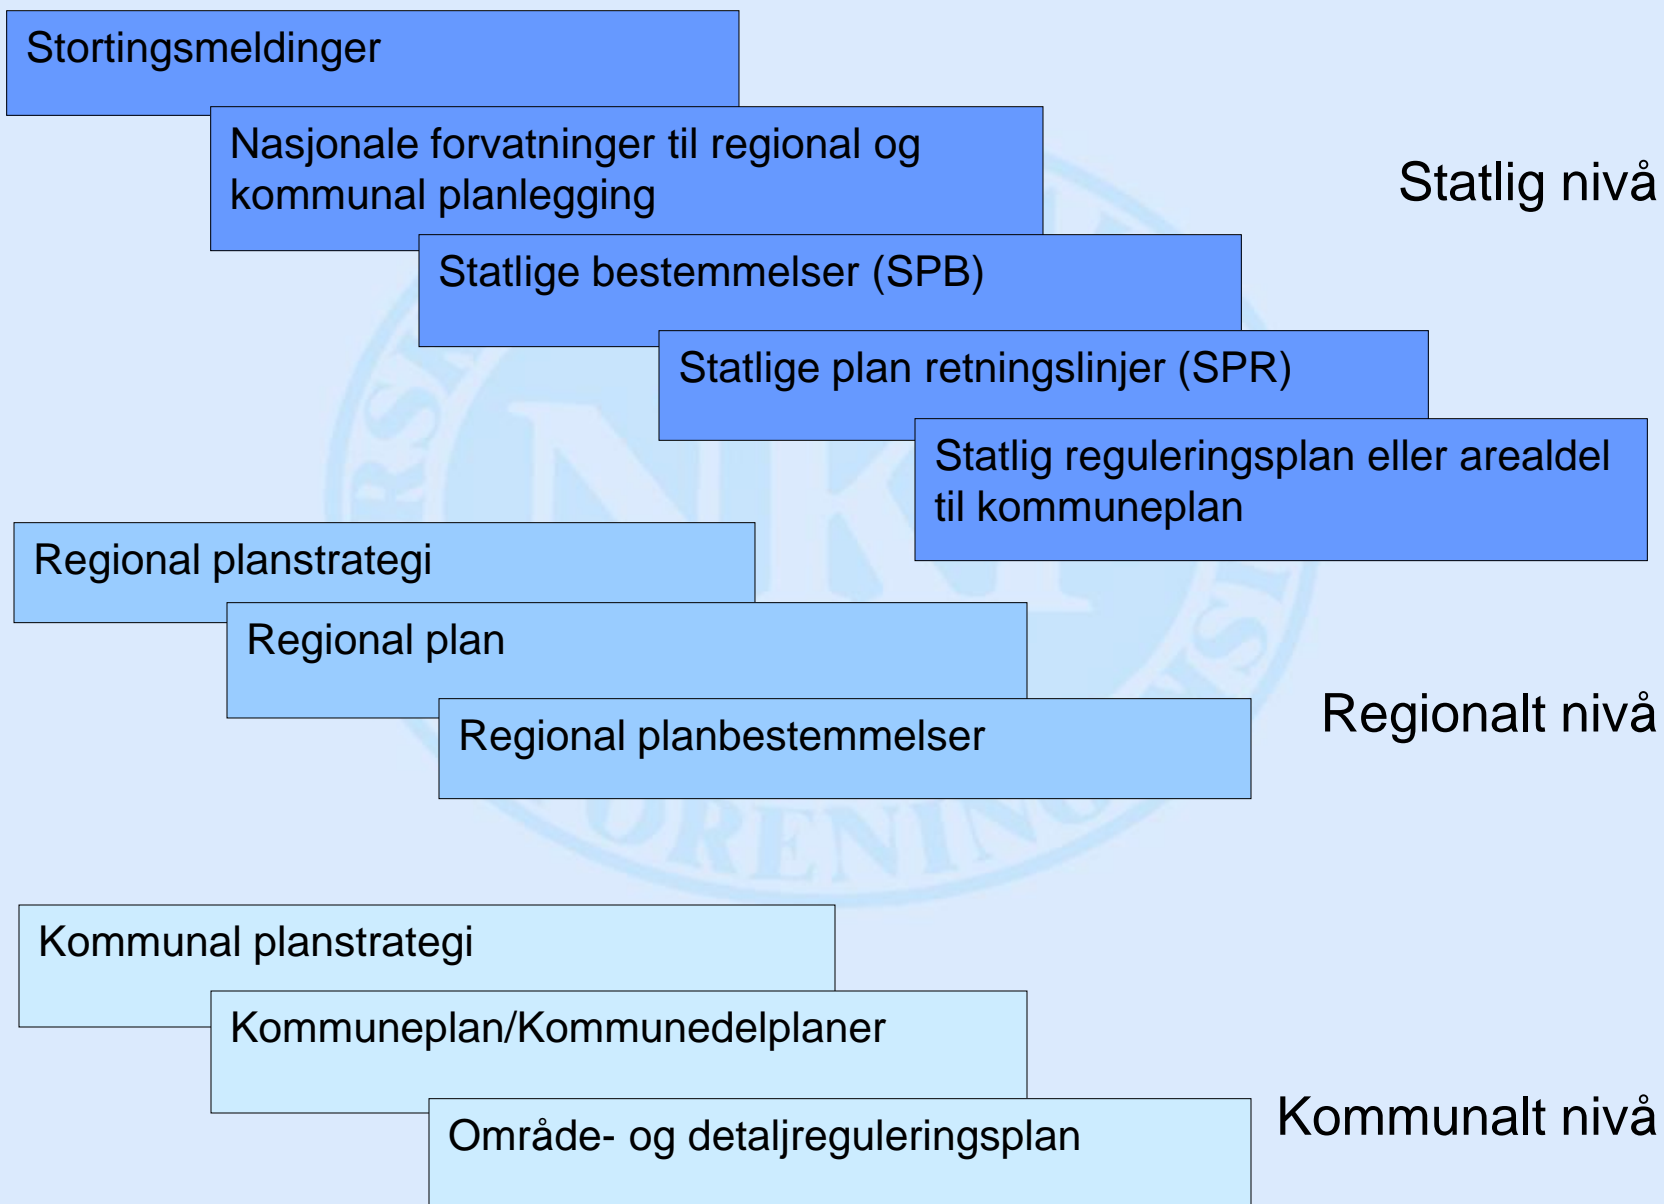 Stortingsmeldinger
Nasjonale forvatninger til regional og
kommunal planlegging
Statlig nivå
Statlige bestemmelser (SPB)
Statlige plan retningslinjer (SPR)
Statlig reguleringsplan eller arealdel
til kommuneplan
Regional planstrategi
Regional plan
Regionalt nivå
Regional planbestemmelser
Kommunal planstrategi
Kommuneplan/Kommunedelplaner
Kommunalt nivå
Område- og detaljreguleringsplan